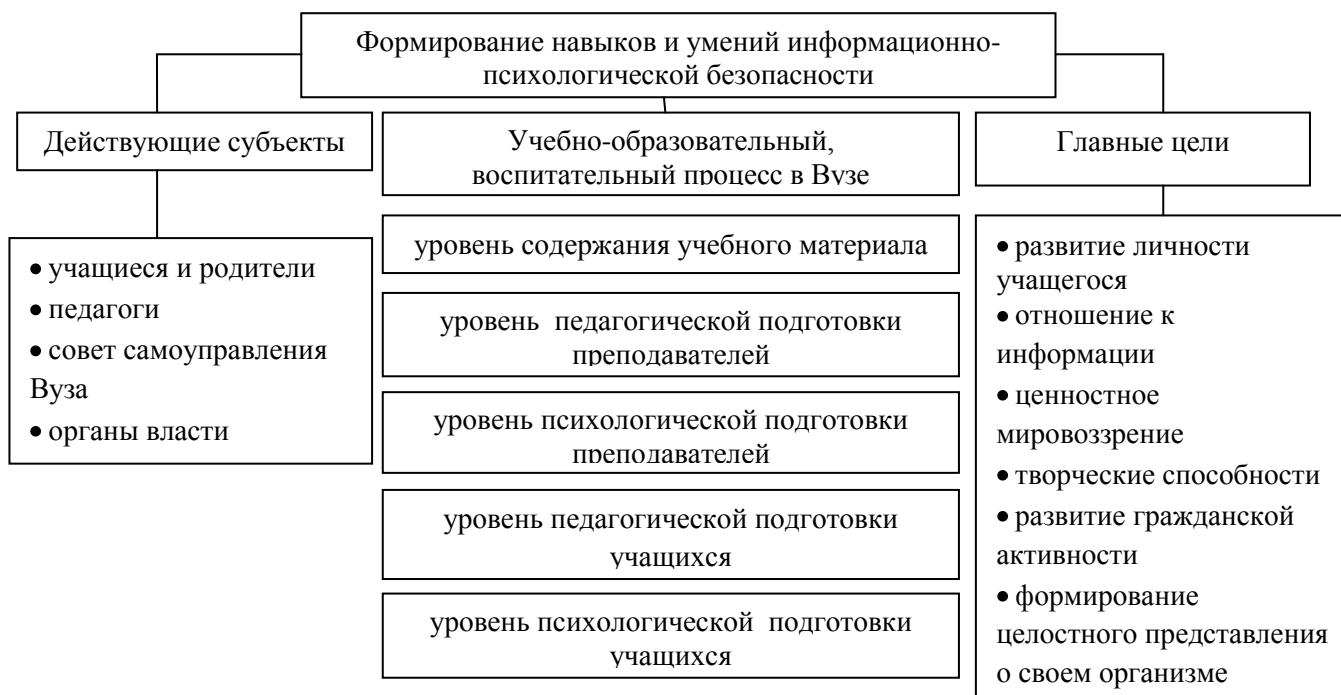 Формирование навыков и умений информационно-
психологической безопасности
Действующие субъекты
• учащиеся и родители
• педагоги
• совет самоуправления
Вуза
• органы власти
Учебно-образовательный,
воспитательный процесс в Вузе
уровень содержания учебного материала
уровень педагогической подготовки
преподавателей
уровень психологической подготовки
преподавателей
уровень педагогической подготовки
учащихся
уровень психологической подготовки
учащихся
Главные цели
• развитие личности
учащегося
• отношение к
информации
• ценностное
мировоззрение
• творческие способности
• развитие гражданской
активности
• формирование
целостного представления
о своем организме